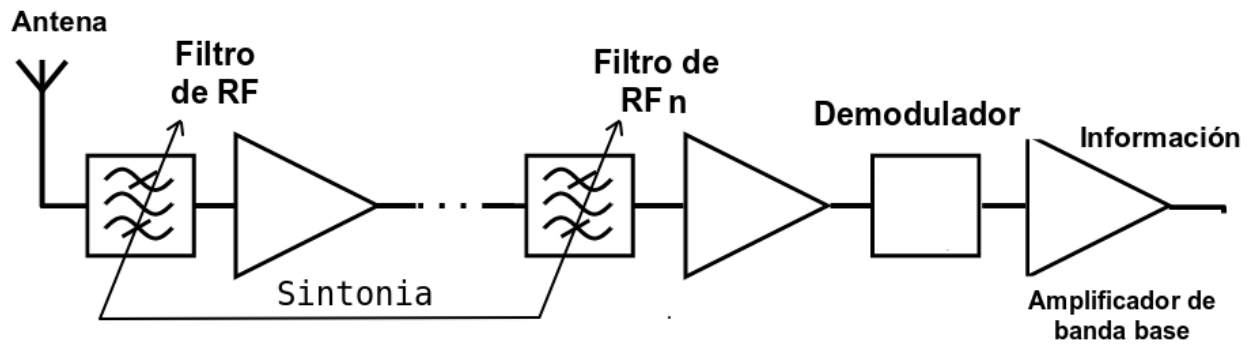 Antena
Filtro
de RF
Filtro de
RF n
Demodulador
Información
Sintonia
Amplificador de
banda base